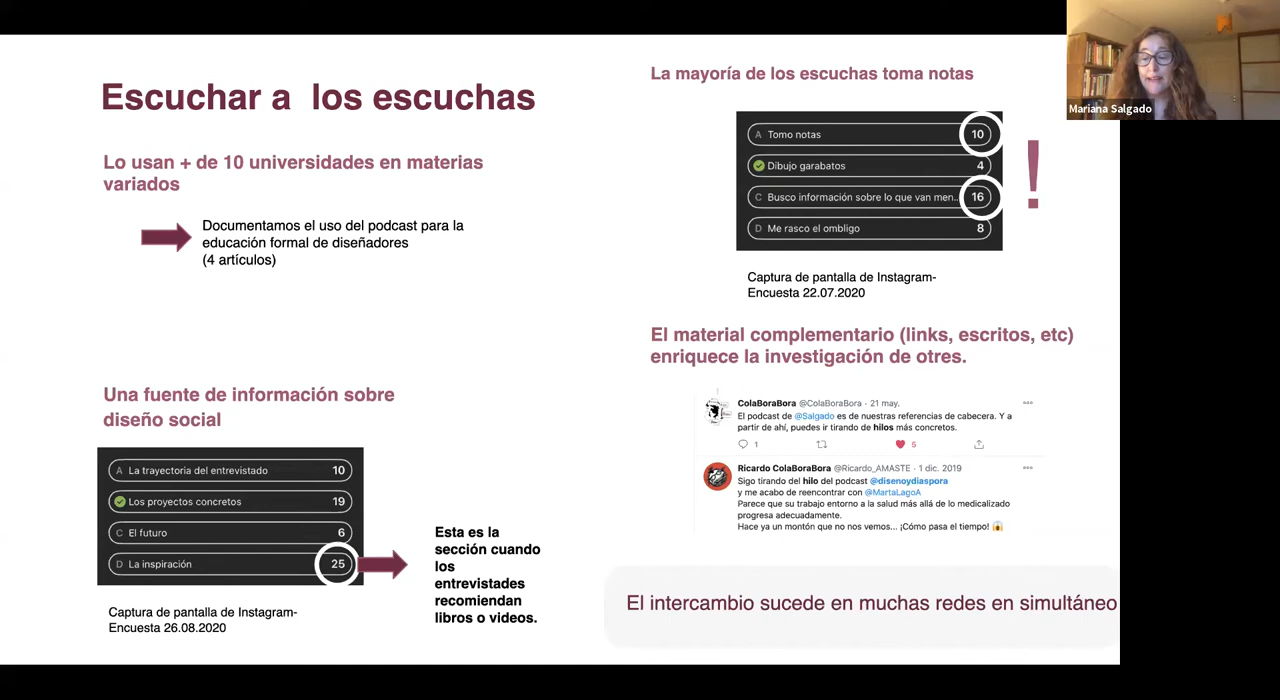 Escuchar a los escuchas
Lo usan + de 10 universidades en materias
variados
Documentamos el uso del podcast para la
educación formal de diseñadores
(4 artículos)
Una fuente de información sobre
diseño social
A La trayectoria del entrevistado 10
Los proyectos concretos 19
C El futuro 6
D La inspiración 25
Captura de pantalla de Instagram-
Encuesta 26.08.2020
Esta es la
sección cuando
los
entrevistades
recomiendan
libros o videos.
La mayoría de los escuchas toma notas
A Tomo notas 10
Dibujo garabatos 4
C Busco información sobre lo que van men... 16
D Me rasco el ombligo 8
!
Captura de pantalla de Instagram-
Encuesta 22.07.2020
El material complementario (links, escritos, etc)
enriquece la investigación de otres.
ColaBoraBora @ColaBoraBora · 21 may.
El podcast de @Salgado es de nuestras referencias de cabecera. Y a
partir de ahí, puedes ir tirando de hilos más concretos.
1 5
Ricardo ColaBoraBora @Ricardo_AMASTE · 1 dic. 2019
Sigo tirando del hilo del podcast @disenoydiaspora
y me acabo de reencontrar con @MartaLagoA
Parece que su trabajo entorno a la salud más allá de lo medicalizado
progresa adecuadamente.
Hace ya un montón que no nos vemos... ¡Cómo pasa el tiempo! 😱
El intercambio sucede en muchas redes en simultáneo
Mariana Salgado